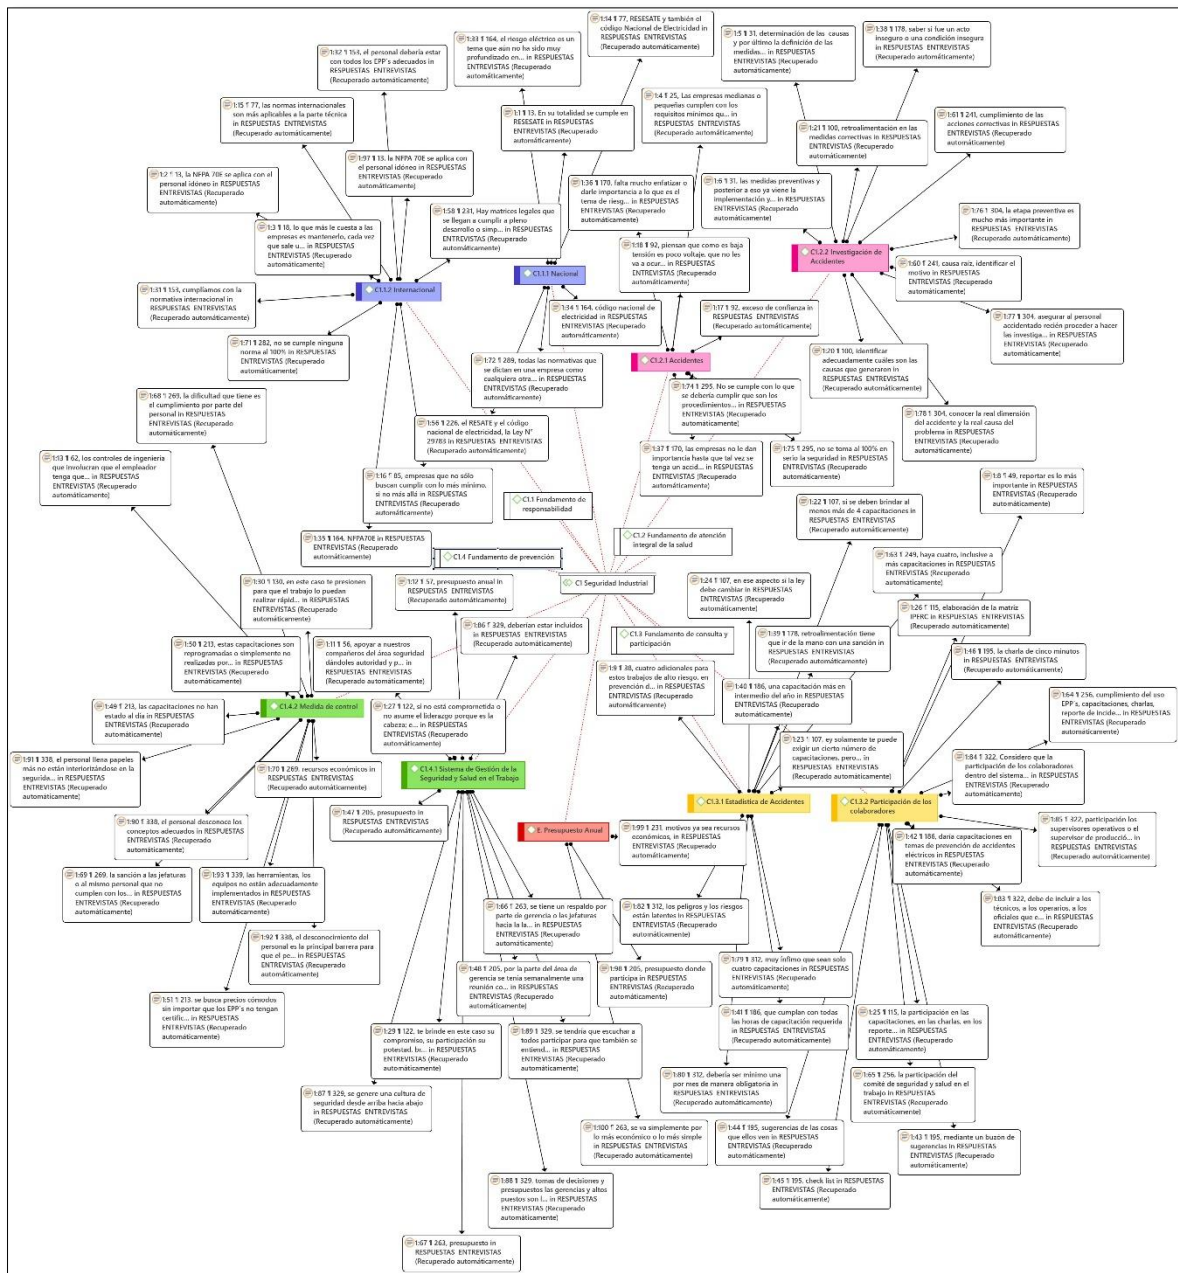 1:14 ¶ 77, RESESATE y también el
código Nacional de Electricidad in
RESPUESTAS ENTREVISTAS
(Recuperado automáticamente)
1:33 ¶ 164, el riesgo eléctrico es un
tema que aún no ha sido muy
profundizado en... in RESPUESTAS
ENTREVISTAS (Recuperado
automáticamente)
1:5 ¶ 31, determinación de las causas
y por último la definición de las
medidas... in RESPUESTAS
ENTREVISTAS (Recuperado
automáticamente)
1:38 ¶ 178, saber si fue un acto
inseguro o una condición insegura
in RESPUESTAS ENTREVISTAS
(Recuperado automáticamente)
1:32 ¶ 153, el personal debería estar
con todos los EPP's adecuados in
RESPUESTAS ENTREVISTAS
(Recuperado automáticamente)
1:15 ¶ 77, las normas internacionales
son más aplicables a la parte técnica
in RESPUESTAS ENTREVISTAS
(Recuperado automáticamente)
1:1 ¶ 13, En su totalidad se cumple en
RESESATE in RESPUESTAS
ENTREVISTAS (Recuperado
automáticamente)
1:4 ¶ 25, Las empresas medianas o
pequeñas cumplen con los
requisitos mínimos qu... in
RESPUESTAS ENTREVISTAS
(Recuperado automáticamente)
1:21 ¶ 100, retroalimentación en las
medidas correctivas in RESPUESTAS
ENTREVISTAS (Recuperado
automáticamente)
1:61 ¶ 241, cumplimiento de las
acciones correctivas in RESPUESTAS
ENTREVISTAS (Recuperado
automáticamente)
1:97 ¶ 13, la NFPA 70E se aplica con
el personal idóneo in RESPUESTAS
ENTREVISTAS (Recuperado
automáticamente)
1:2 ¶ 13, la NFPA 70E se aplica con el
personal idóneo in RESPUESTAS
ENTREVISTAS (Recuperado
automáticamente)
1:36 ¶ 170, falta mucho enfatizar o
darle importancia a lo que es el
tema de riesg... in RESPUESTAS
ENTREVISTAS (Recuperado
automáticamente)
1:6 ¶ 31, las medidas preventivas y
posterior a eso ya viene la
implementación y... in RESPUESTAS
ENTREVISTAS (Recuperado
automáticamente)
1:58 ¶ 231, Hay matrices legales que
se llegan a cumplir a pleno
desarrollo o simp... in RESPUESTAS
ENTREVISTAS (Recuperado
automáticamente)
1:76 ¶ 304, la etapa preventiva es
mucho más importante in
RESPUESTAS ENTREVISTAS
(Recuperado automáticamente)
1:3 ¶ 18, lo que más le cuesta a las
empresas es mantenerlo, cada vez
que sale u... in RESPUESTAS
ENTREVISTAS (Recuperado
automáticamente)
1:18 ¶ 92, piensan que como es baja
tensión es poco voltaje, que no les
va a ocur... in RESPUESTAS
ENTREVISTAS (Recuperado
automáticamente)
C1.2.2 Investigación de
Accidentes
1:60 ¶ 241, causa raíz, identificar el
motivo in RESPUESTAS
ENTREVISTAS (Recuperado
automáticamente)
C1.1.1 Nacional
C1.1.2 Internacional
1:31 ¶ 153, cumplíamos con la
normativa internacional in
RESPUESTAS ENTREVISTAS
(Recuperado automáticamente)
1:34 ¶ 164, código nacional de
electricidad in RESPUESTAS
ENTREVISTAS (Recuperado
automáticamente)
1:17 ¶ 92, exceso de confianza in
RESPUESTAS ENTREVISTAS
(Recuperado automáticamente)
1:77 ¶ 304, asegurar al personal
accidentado recién proceder a hacer
las investiga... in RESPUESTAS
ENTREVISTAS (Recuperado
automáticamente)
1:71 ¶ 282, no se cumple ninguna
norma al 100% in RESPUESTAS
ENTREVISTAS (Recuperado
automáticamente)
1:72 ¶ 289, todas las normativas que
se dictan en una empresa como
cualquiera otra... in RESPUESTAS
ENTREVISTAS (Recuperado
automáticamente)
C1.2.1 Accidentes
1:20 ¶ 100, Identificar
adecuadamente cuáles son las
causas que generaron in
RESPUESTAS ENTREVISTAS
(Recuperado automáticamente)
1:68 ¶ 269, la dificultad que tiene es
el cumplimiento por parte del
personal in RESPUESTAS
ENTREVISTAS (Recuperado
automáticamente)
1:74 ¶ 295, No se cumple con lo que
se debería cumplir que son los
procedimientos... in RESPUESTAS
ENTREVISTAS (Recuperado
automáticamente)
1:78 ¶ 304, conocer la real dimensión
del accidente y la real causa del
problema in RESPUESTAS
ENTREVISTAS (Recuperado
automáticamente)
1:56 ¶ 226, el RESATE y el código
nacional de electricidad, la Ley N°
29783 in RESPUESTAS ENTREVISTAS
(Recuperado automáticamente)
1:75 ¶ 295, no se toma al 100% en
serio la seguridad in RESPUESTAS
ENTREVISTAS (Recuperado
automáticamente)
1:13 ¶ 62, los controles de ingeniería
que involucran que el empleador
tenga que... in RESPUESTAS
ENTREVISTAS (Recuperado
automáticamente)
1:37 ¶ 170, las empresas no le dan
importancia hasta que tal vez se
tenga un accid... in RESPUESTAS
ENTREVISTAS (Recuperado
automáticamente)
1:16 ¶ 85, empresas que no sólo
buscan cumplir con lo más mínimo,
si no más allá in RESPUESTAS
ENTREVISTAS (Recuperado
automáticamente)
1:8 ¶ 49, reportar es lo más
importante in RESPUESTAS
ENTREVISTAS (Recuperado
automáticamente)
C1.1 Fundamento de
responsabilidad
1:22 ¶ 107, si se deben brindar al
menos más de 4 capacitaciones in
RESPUESTAS ENTREVISTAS
(Recuperado automáticamente)
C1.2 Fundamento de atención
integral de la salud
1:35 ¶ 164, NFPA70E in RESPUESTAS
ENTREVISTAS (Recuperado
automáticamente)
C1.4 Fundamento de prevención
1:63 ¶ 249, haya cuatro, inclusive a
más capacitaciones in RESPUESTAS
ENTREVISTAS (Recuperado
automáticamente)
1:30 ¶ 130, en este caso te presionen
para que el trabajo lo puedan
realizar rápid... in RESPUESTAS
ENTREVISTAS (Recuperado
automáticamente)
1:12 ¶ 57, presupuesto anual in
RESPUESTAS ENTREVISTAS
(Recuperado automáticamente)
C1 Seguridad Industrial
1:24 ¶ 107, en ese aspecto si la ley
debe cambiar in RESPUESTAS
ENTREVISTAS (Recuperado
automáticamente)
1:26 ¶ 115, elaboración de la matriz
IPERC in RESPUESTAS ENTREVISTAS
(Recuperado automáticamente)
1:86 ¶ 329, deberían estar incluidos
in RESPUESTAS ENTREVISTAS
(Recuperado automáticamente)
C1.3 Fundamento de consulta y
participación
1:39 ¶ 178, retroalimentación tiene
que ir de la mano con una sanción in
RESPUESTAS ENTREVISTAS
(Recuperado automáticamente)
1:50 ¶ 213, estas capacitaciones son
reprogramadas o simplemente no
realizadas por... in RESPUESTAS
ENTREVISTAS (Recuperado
automáticamente)
1:11 ¶ 56, apoyar a nuestros
compañeros del área seguridad
dándoles autoridad y p... in
RESPUESTAS ENTREVISTAS
(Recuperado automáticamente)
1:46 ¶ 195, la charla de cinco minutos
in RESPUESTAS ENTREVISTAS
(Recuperado automáticamente)
1:9 ¶ 38, cuatro adicionales para
estos trabajos de alto riesgo, en
prevención d... in RESPUESTAS
ENTREVISTAS (Recuperado
automáticamente)
1:40 ¶ 186, una capacitación más en
intermedio del año in RESPUESTAS
ENTREVISTAS (Recuperado
automáticamente)
1:64 ¶ 256, cumplimiento del uso
EPP's, capacitaciones, charlas,
reporte de incide... in RESPUESTAS
ENTREVISTAS (Recuperado
automáticamente)
1:49 ¶ 213, las capacitaciones no han
estado al día in RESPUESTAS
ENTREVISTAS (Recuperado
automáticamente)
C1.4.2 Medida de control
1:27 ¶ 122, si no está comprometida o
no asume el liderazgo porque es la
cabeza; e... in RESPUESTAS
ENTREVISTAS (Recuperado
automáticamente)
1:23 ¶ 107, ey solamente te puede
exigir un cierto número de
capacitaciones, pero... in
RESPUESTAS ENTREVISTAS
(Recuperado automáticamente)
1:84 ¶ 322, Considero que la
participación de los colaboradores
dentro del sistema... in
RESPUESTAS ENTREVISTAS
(Recuperado automáticamente)
1:91 ¶ 338, el personal llena papeles
más no están interiorizándose en la
segurida... in RESPUESTAS
ENTREVISTAS (Recuperado
automáticamente)
1:70 ¶ 269, recursos económicos in
RESPUESTAS ENTREVISTAS
(Recuperado automáticamente)
C1.4.1 Sistema de Gestión de la
Seguridad y Salud en el Trabajo
C1.3.1 Estadística de Accidentes
C1.3.2 Participación de los
colaboradores
1:47 ¶ 205, presupuesto in
RESPUESTAS ENTREVISTAS
(Recuperado automáticamente)
E. Presupuesto Anual
1:99 ¶ 231, motivos ya sea recursos
económicos, in RESPUESTAS
ENTREVISTAS (Recuperado
automáticamente)
1:85 ¶ 322, participación los
supervisores operativos o el
supervisor de producció... in
RESPUESTAS ENTREVISTAS
(Recuperado automáticamente)
1:90 ¶ 338, el personal desconoce los
conceptos adecuados in
RESPUESTAS ENTREVISTAS
(Recuperado automáticamente)
1:42 ¶ 186, daría capacitaciones en
temas de prevención de accidentes
eléctricos in RESPUESTAS
ENTREVISTAS (Recuperado
automáticamente)
1:69 ¶ 269, la sanción a las jefaturas
o al mismo personal que no
cumplen con los... in RESPUESTAS
ENTREVISTAS (Recuperado
automáticamente)
1:93 ¶ 339, las herramientas, los
equipos no están adecuadamente
implementados in RESPUESTAS
ENTREVISTAS (Recuperado
automáticamente)
1:83 ¶ 322, debe de incluir a los
técnicos, a los operarios, a los
oficiales que e... in RESPUESTAS
ENTREVISTAS (Recuperado
automáticamente)
1:66 ¶ 263, se tiene un respaldo por
parte de gerencia o las jefaturas
hacia la la... in RESPUESTAS
ENTREVISTAS (Recuperado
automáticamente)
1:82 ¶ 312, los peligros y los riesgos
están latentes in RESPUESTAS
ENTREVISTAS (Recuperado
automáticamente)
1:92 ¶ 338, el desconocimiento del
personal es la principal barrera para
que el pe... in RESPUESTAS
ENTREVISTAS (Recuperado
automáticamente)
1:79 ¶ 312, muy ínfimo que sean solo
cuatro capacitaciones in
RESPUESTAS ENTREVISTAS
(Recuperado automáticamente)
1:48 ¶ 205, por la parte del área de
gerencia se tenía semanalmente una
reunión co... in RESPUESTAS
ENTREVISTAS (Recuperado
automáticamente)
1:98 ¶ 205, presupuesto donde
participa in RESPUESTAS
ENTREVISTAS (Recuperado
automáticamente)
1:51 ¶ 213, se busca precios cómodos
sin importar que los EPP's no tengan
certific... in RESPUESTAS
ENTREVISTAS (Recuperado
automáticamente)
1:41 ¶ 186, que cumplan con todas
las horas de capacitación requerida
in RESPUESTAS ENTREVISTAS
(Recuperado automáticamente)
1:25 ¶ 115, la participación en las
capacitaciones, en las charlas, en los
reporte... in RESPUESTAS
ENTREVISTAS (Recuperado
automáticamente)
1:29 ¶ 122, te brinde en este caso su
compromiso, su participación su
potestad, br... in RESPUESTAS
ENTREVISTAS (Recuperado
automáticamente)
1:89 ¶ 329, se tendría que escuchar a
todos participar para que también se
entiend... in RESPUESTAS
ENTREVISTAS (Recuperado
automáticamente)
1:80 ¶ 312, debería ser mínimo una
por mes de manera obligatoria in
RESPUESTAS ENTREVISTAS
(Recuperado automáticamente)
1:65 ¶ 256, la participación del
comité de seguridad y salud en el
trabajo in RESPUESTAS
ENTREVISTAS (Recuperado
automáticamente)
1:87 ¶ 329, se genere una cultura de
seguridad desde arriba hacia abajo
in RESPUESTAS ENTREVISTAS
(Recuperado automáticamente)
1:100 ¶ 263, se va simplemente por
lo más económico o lo más simple
in RESPUESTAS ENTREVISTAS
(Recuperado automáticamente)
1:44 ¶ 195, sugerencias de las cosas
que ellos ven in RESPUESTAS
ENTREVISTAS (Recuperado
automáticamente)
1:43 ¶ 195, mediante un buzón de
sugerencias in RESPUESTAS
ENTREVISTAS (Recuperado
automáticamente)
1:88 ¶ 329, tomas de decisiones y
presupuestos las gerencias y altos
puestos son l... in RESPUESTAS
ENTREVISTAS (Recuperado
automáticamente)
1:45 ¶ 195, check list in RESPUESTAS
ENTREVISTAS (Recuperado
automáticamente)
1:67 ¶ 263, presupuesto in
RESPUESTAS ENTREVISTAS
(Recuperado automáticamente)